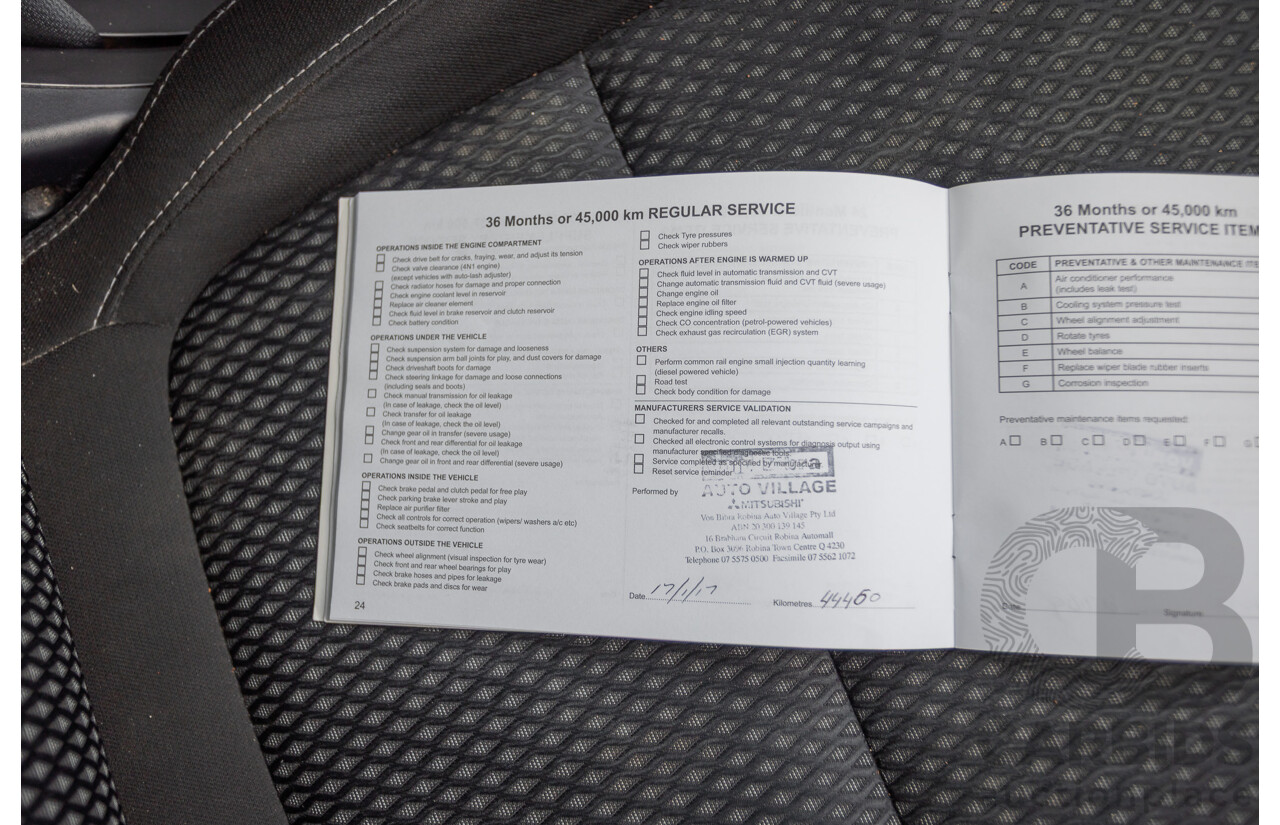 36 Months or 45,000 km REGULAR SERVICE
OPERATIONS INSIDE THE ENGINE COMPARTMENT
Check drive belt for cracks, fraying, wear, and adjust its tension
Check valve clearance (4N1 engine)
(except vehicles with auto-lash adjuster)
Check radiator hoses for damage and proper connection
Check engine coolant level in reservoir
Replace air cleaner element
Check fluid level in brake reservoir and clutch reservoir
Check battery condition
OPERATIONS UNDER THE VEHICLE
Check suspension system for damage and looseness
Check suspension arm ball joints for play, and dust covers for damage
Check driveshaft boots for damage
Check steering linkage for damage and loose connections
(including seals and boots)
Check manual transmission for oil leakage
(In case of leakage, check the oil level)
Check transfer for oil leakage
(In case of leakage, check the oil level)
Change gear oil in transfer (severe usage)
Check front and rear differential for oil leakage
(In case of leakage, check the oil level)
Change gear oil in front and rear differential (severe usage)
OPERATIONS INSIDE THE VEHICLE
Check brake pedal and clutch pedal for free play
Check parking brake lever stroke and play
Replace air purifier filter
Check all controls for correct operation (wipers/ washers a/c etc)
Check seatbelts for correct function
OPERATIONS OUTSIDE THE VEHICLE
Check wheel alignment (visual inspection for tyre wear)
Check front and rear wheel bearings for play
Check brake hoses and pipes for leakage
Check brake pads and discs for wear
24
Check Tyre pressures
Check wiper rubbers
OPERATIONS AFTER ENGINE IS WARMED UP
Check fluid level in automatic transmission and CVT
Change automatic transmission fluid and CVT fluid (severe usage)
Change engine oil
Replace engine oil filter
Check engine idling speed
Check CO concentration (petrol-powered vehicles)
Check exhaust gas recirculation (EGR) system
OTHERS
Perform common rail engine small injection quantity learning
(diesel powered vehicle)
Road test
Check body condition for damage
MANUFACTURERS SERVICE VALIDATION
Checked for and completed all relevant outstanding service campaigns and
manufacturer recalls.
Checked all electronic control systems for diagnosis output using
manufacturer specified diagnostic tools
Service completed as specified by manufacturer
Reset service reminder
Performed by
AUTO VILLAGE
MITSUBISHI
Von Bibra Robina Auto Village Pty Ltd
ABN 20 300 139 145
16 Brabham Circuit Robina Automall
P.O. Box 3696 Robina Town Centre Q 4230
Telephone 07 5575 0500 Facsimile 07 5562 1072
Date 17/1/17 Kilometres 44460
36 Months or 45,000 km
PREVENTATIVE SERVICE ITEM
CODE PREVENTATIVE & OTHER MAINTENANCE ITE
A Air conditioner performance
(includes leak test)
B Cooling system pressure test
C Wheel alignment adjustment
D Rotate tyres
E Wheel balance
F Replace wiper blade rubber inserts
G Corrosion inspection
Preventative maintenance items requested:
A B C D E F G
Date Signature